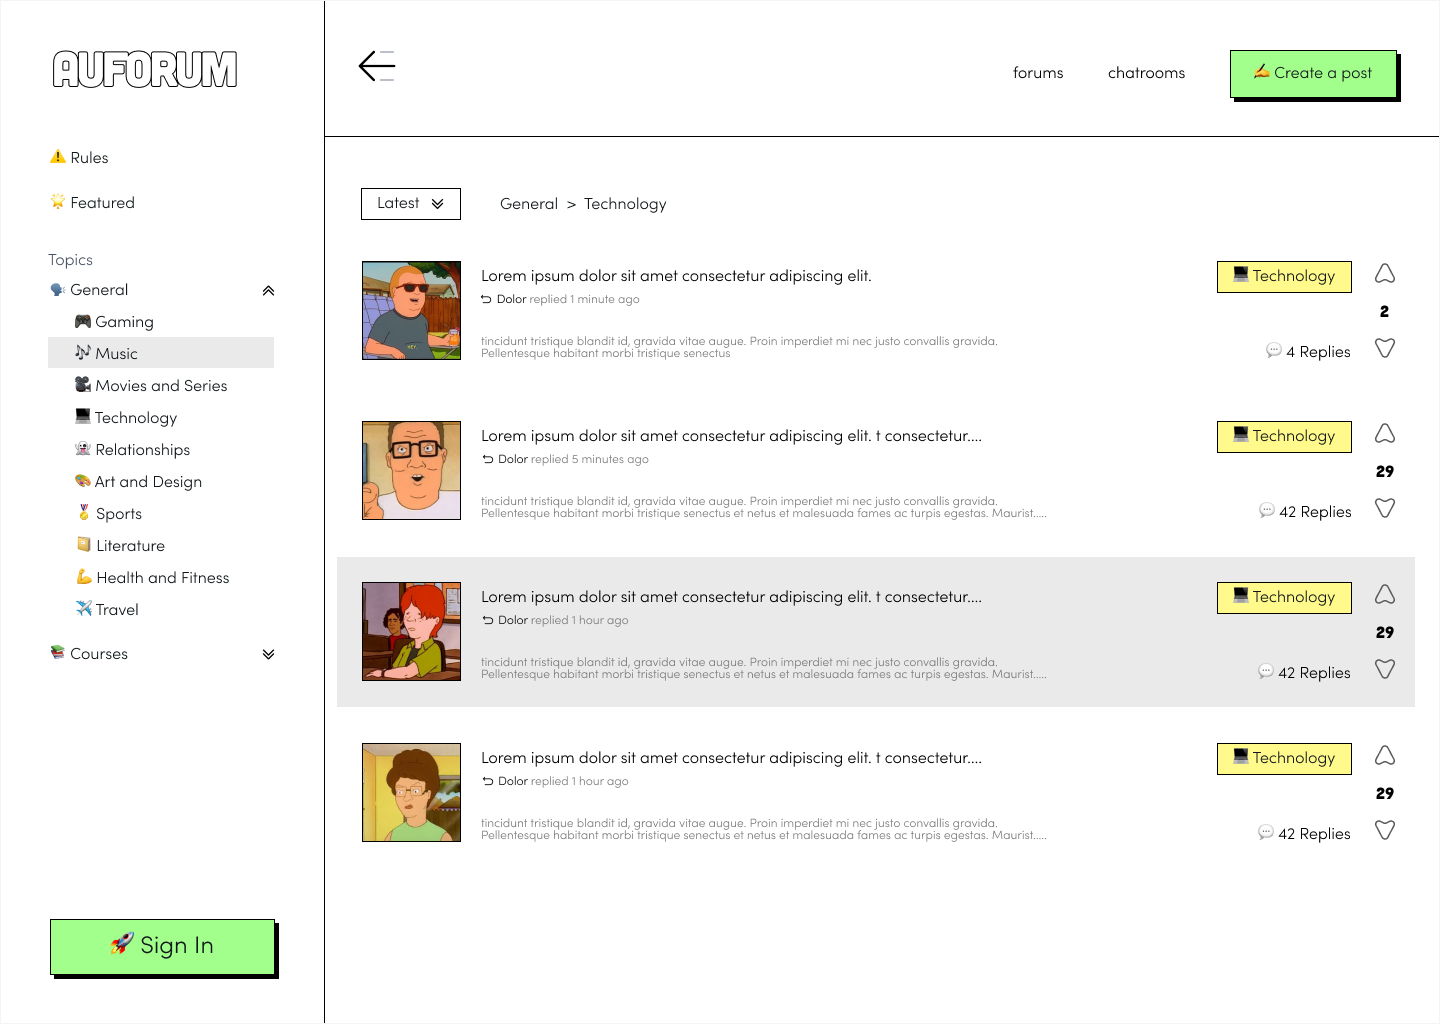 AUFORUM
forums
chatrooms
✍️ Create a post
⚠️ Rules
🌟 Featured
Topics
🗣️ General
🎮 Gaming
🎶 Music
🎥 Movies and Series
💻 Technology
👻 Relationships
🎨 Art and Design
🏅 Sports
📔 Literature
💪 Health and Fitness
✈️ Travel
📚 Courses
🚀 Sign In
Latest
General > Technology
Lorem ipsum dolor sit amet consectetur adipiscing elit.
Dolor replied 1 minute ago
tincidunt tristique blandit id, gravida vitae augue. Proin imperdiet mi nec justo convallis gravida.
Pellentesque habitant morbi tristique senectus
💻 Technology
2
💬 4 Replies
Lorem ipsum dolor sit amet consectetur adipiscing elit. t consectetur....
Dolor replied 5 minutes ago
tincidunt tristique blandit id, gravida vitae augue. Proin imperdiet mi nec justo convallis gravida.
Pellentesque habitant morbi tristique senectus et netus et malesuada fames ac turpis egestas. Maurist.....
💻 Technology
29
💬 42 Replies
Lorem ipsum dolor sit amet consectetur adipiscing elit. t consectetur....
Dolor replied 1 hour ago
tincidunt tristique blandit id, gravida vitae augue. Proin imperdiet mi nec justo convallis gravida.
Pellentesque habitant morbi tristique senectus et netus et malesuada fames ac turpis egestas. Maurist.....
💻 Technology
29
💬 42 Replies
Lorem ipsum dolor sit amet consectetur adipiscing elit. t consectetur....
Dolor replied 1 hour ago
tincidunt tristique blandit id, gravida vitae augue. Proin imperdiet mi nec justo convallis gravida.
Pellentesque habitant morbi tristique senectus et netus et malesuada fames ac turpis egestas. Maurist.....
💻 Technology
29
💬 42 Replies